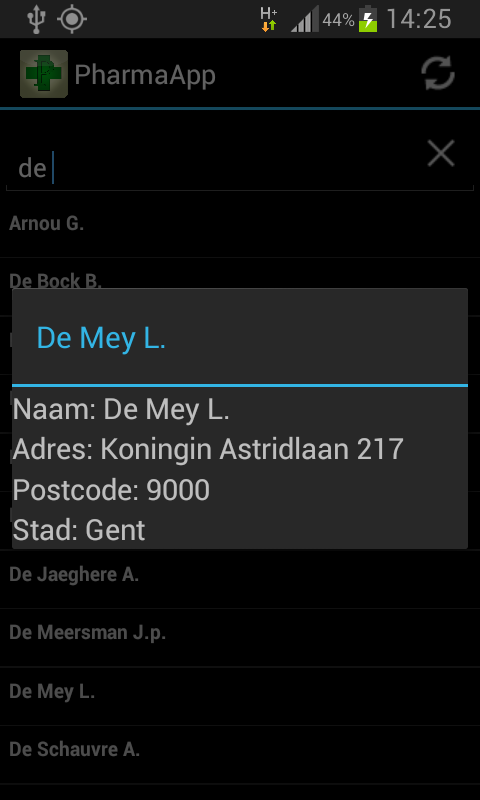 H+ 44% 14:25
PharmaApp
de
Arnou G.
De Bock B.
De Mey L.
Naam: De Mey L.
Adres: Koningin Astridlaan 217
Postcode: 9000
Stad: Gent
De Jaeghere A.
De Meersman J.p.
De Mey L.
De Schauvre A.